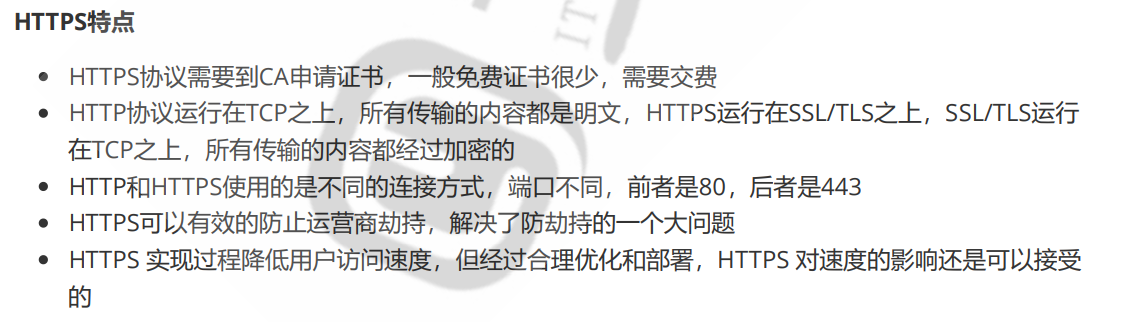 HTTPS特点
HTTPS协议需要到CA申请证书，一般免费证书很少，需要交费
HTTP协议运行在TCP之上，所有传输的内容都是明文，HTTPS运行在SSL/TLS之上，SSL/TLS运行
在TCP之上，所有传输的内容都经过加密的
HTTP和HTTPS使用的是不同的连接方式，端口不同，前者是80，后者是443
HTTPS可以有效的防止运营商劫持，解决了防劫持的一个大问题
HTTPS 实现过程降低用户访问速度，但经过合理优化和部署，HTTPS 对速度的影响还是可以接受
的
IT